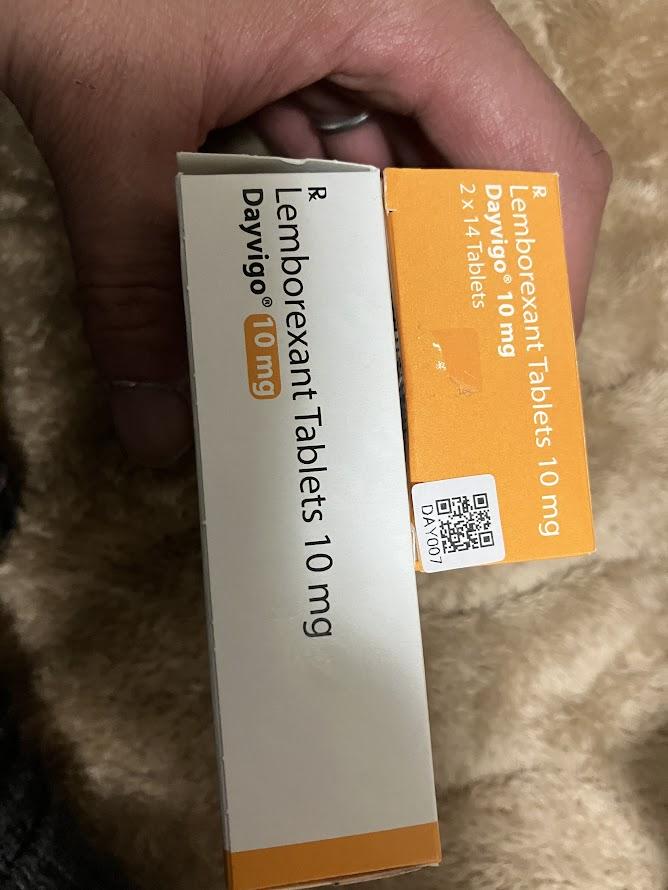 ℞
Lemborexant Tablets 10 mg
Dayvigo® 10 mg
℞
Lemborexant Tablets 10 mg
Dayvigo® 10 mg
2 x 14 Tablets
DAY007